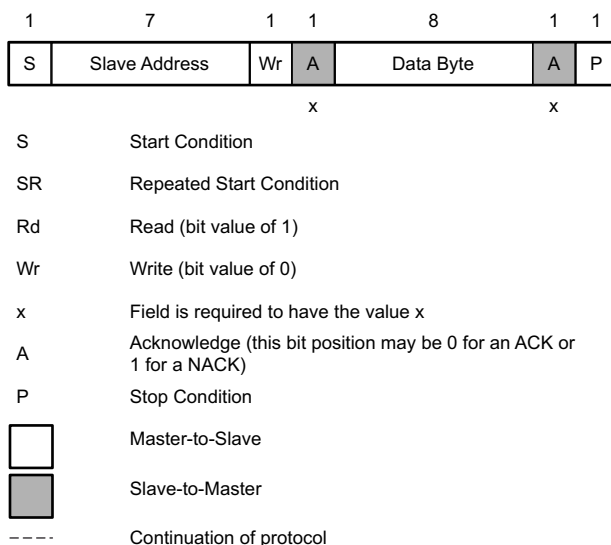 1 7 1 1 8 1 1
S Slave Address Wr A Data Byte A P
x x
S Start Condition
SR Repeated Start Condition
Rd Read (bit value of 1)
Wr Write (bit value of 0)
x Field is required to have the value x
A Acknowledge (this bit position may be 0 for an ACK or
1 for a NACK)
P Stop Condition
Master-to-Slave
Slave-to-Master
Continuation of protocol